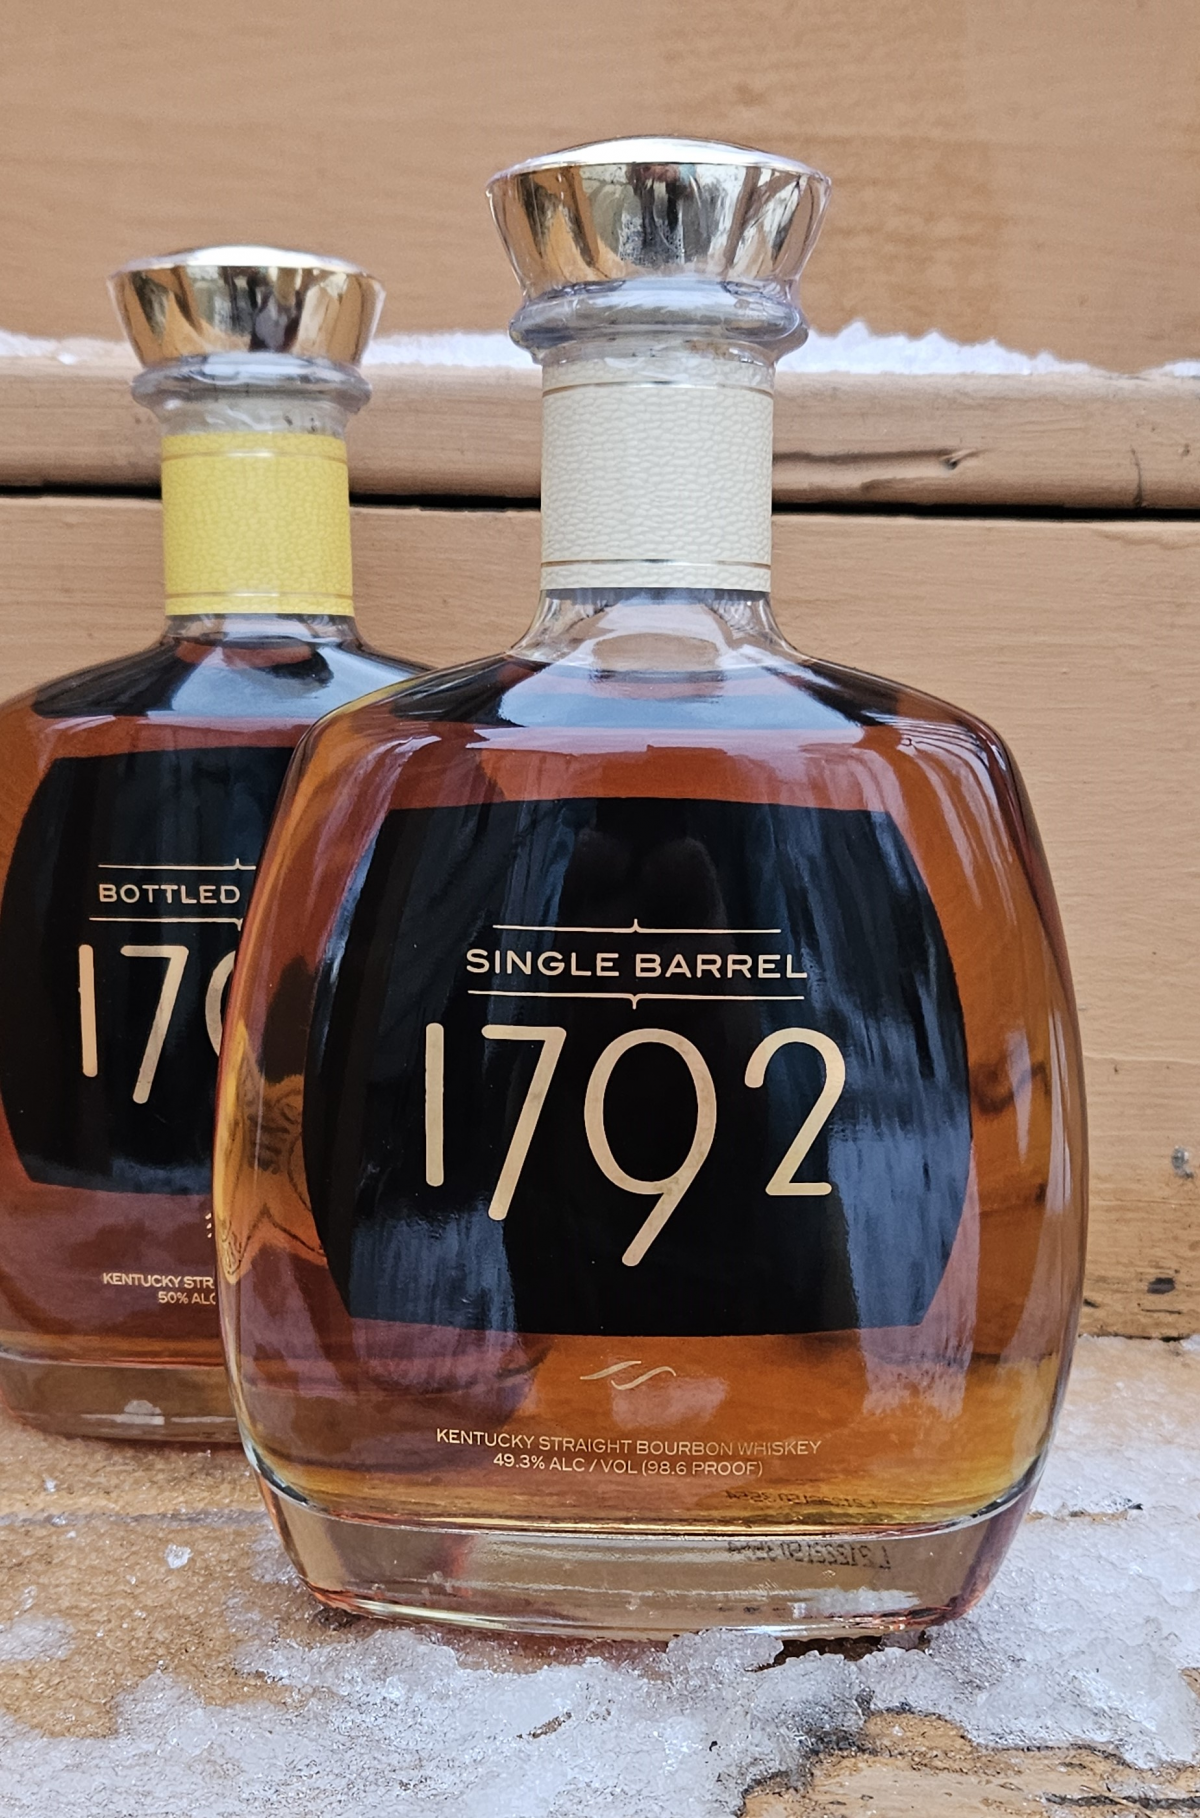 BOTTLED
179
KENTUCKY STR
50% ALC
SINGLE BARREL
1792
KENTUCKY STRAIGHT BOURBON WHISKEY
49.3% ALC / VOL (98.6 PROOF)